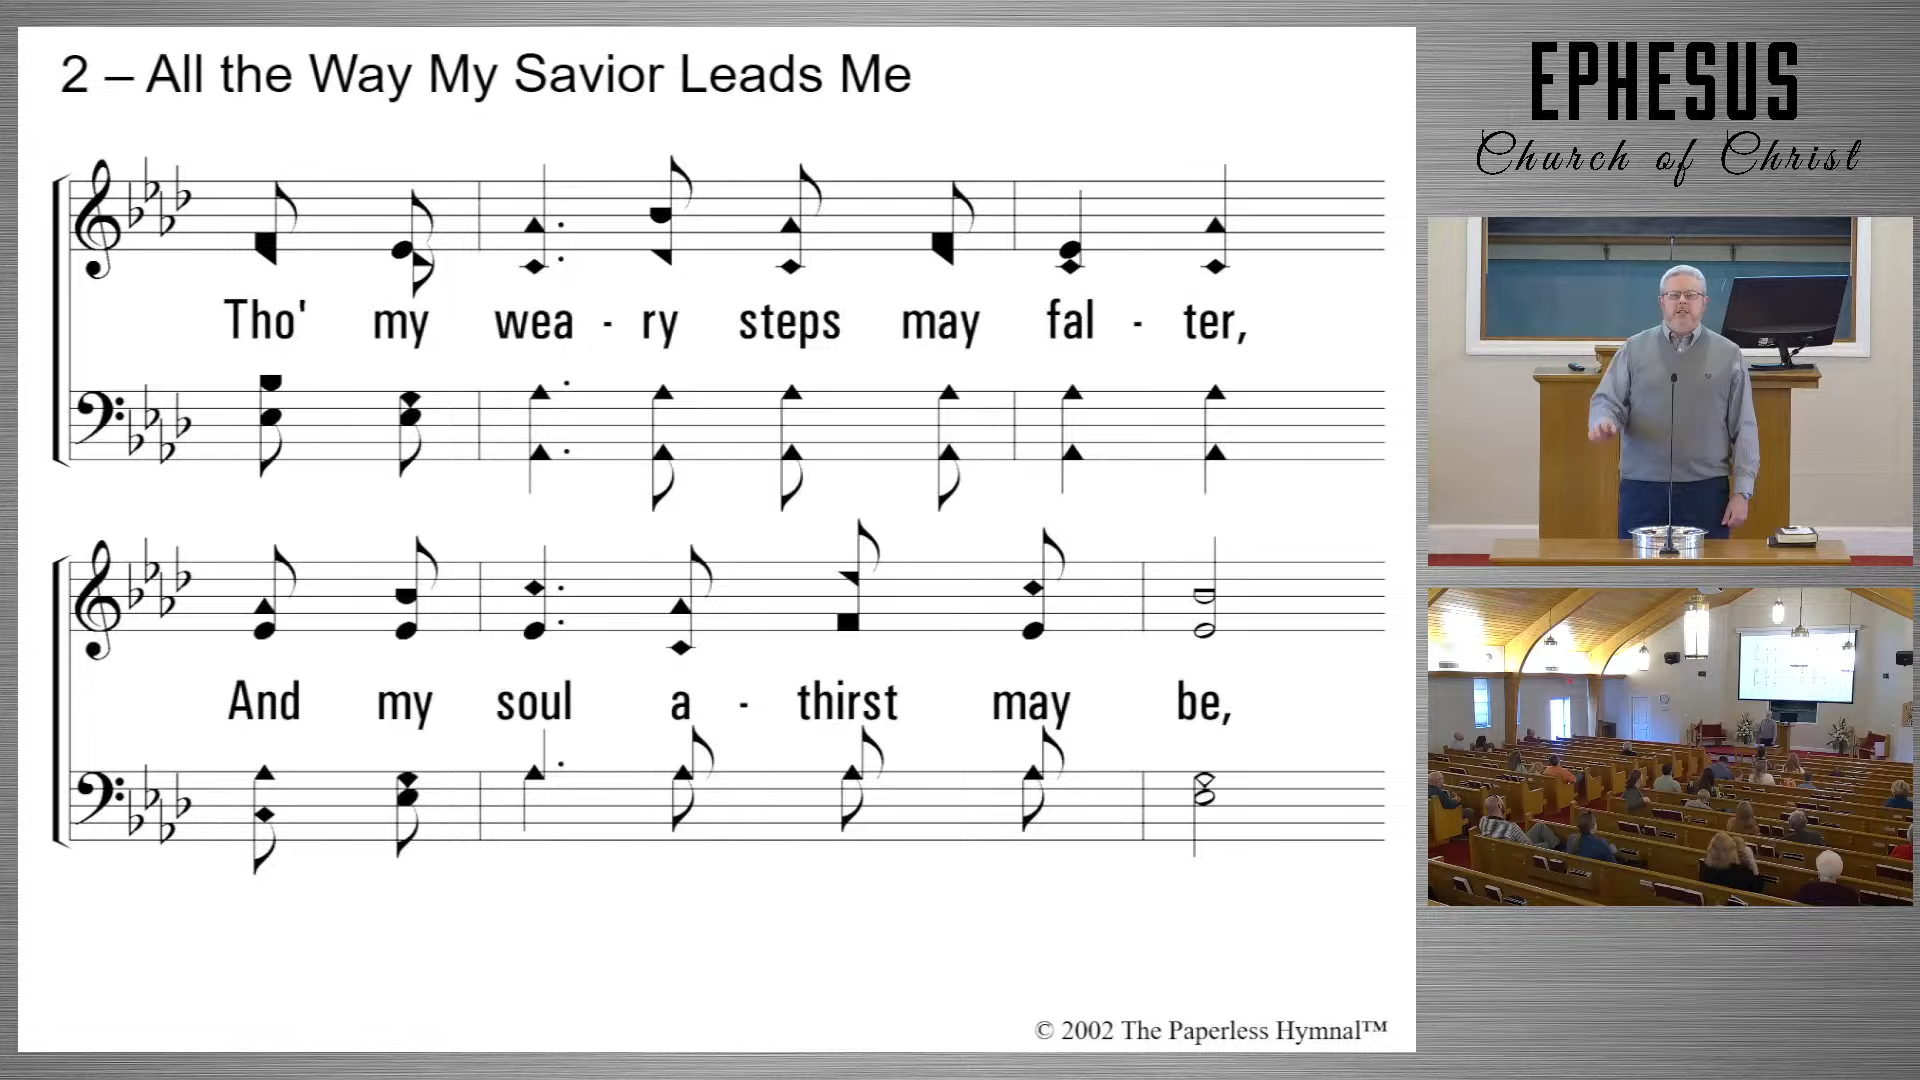 2 – All the Way My Savior Leads Me
Tho' my wea - ry steps may fal - ter,
And my soul a - thirst may be,
© 2002 The Paperless Hymnal™
EPHESUS
Church of Christ